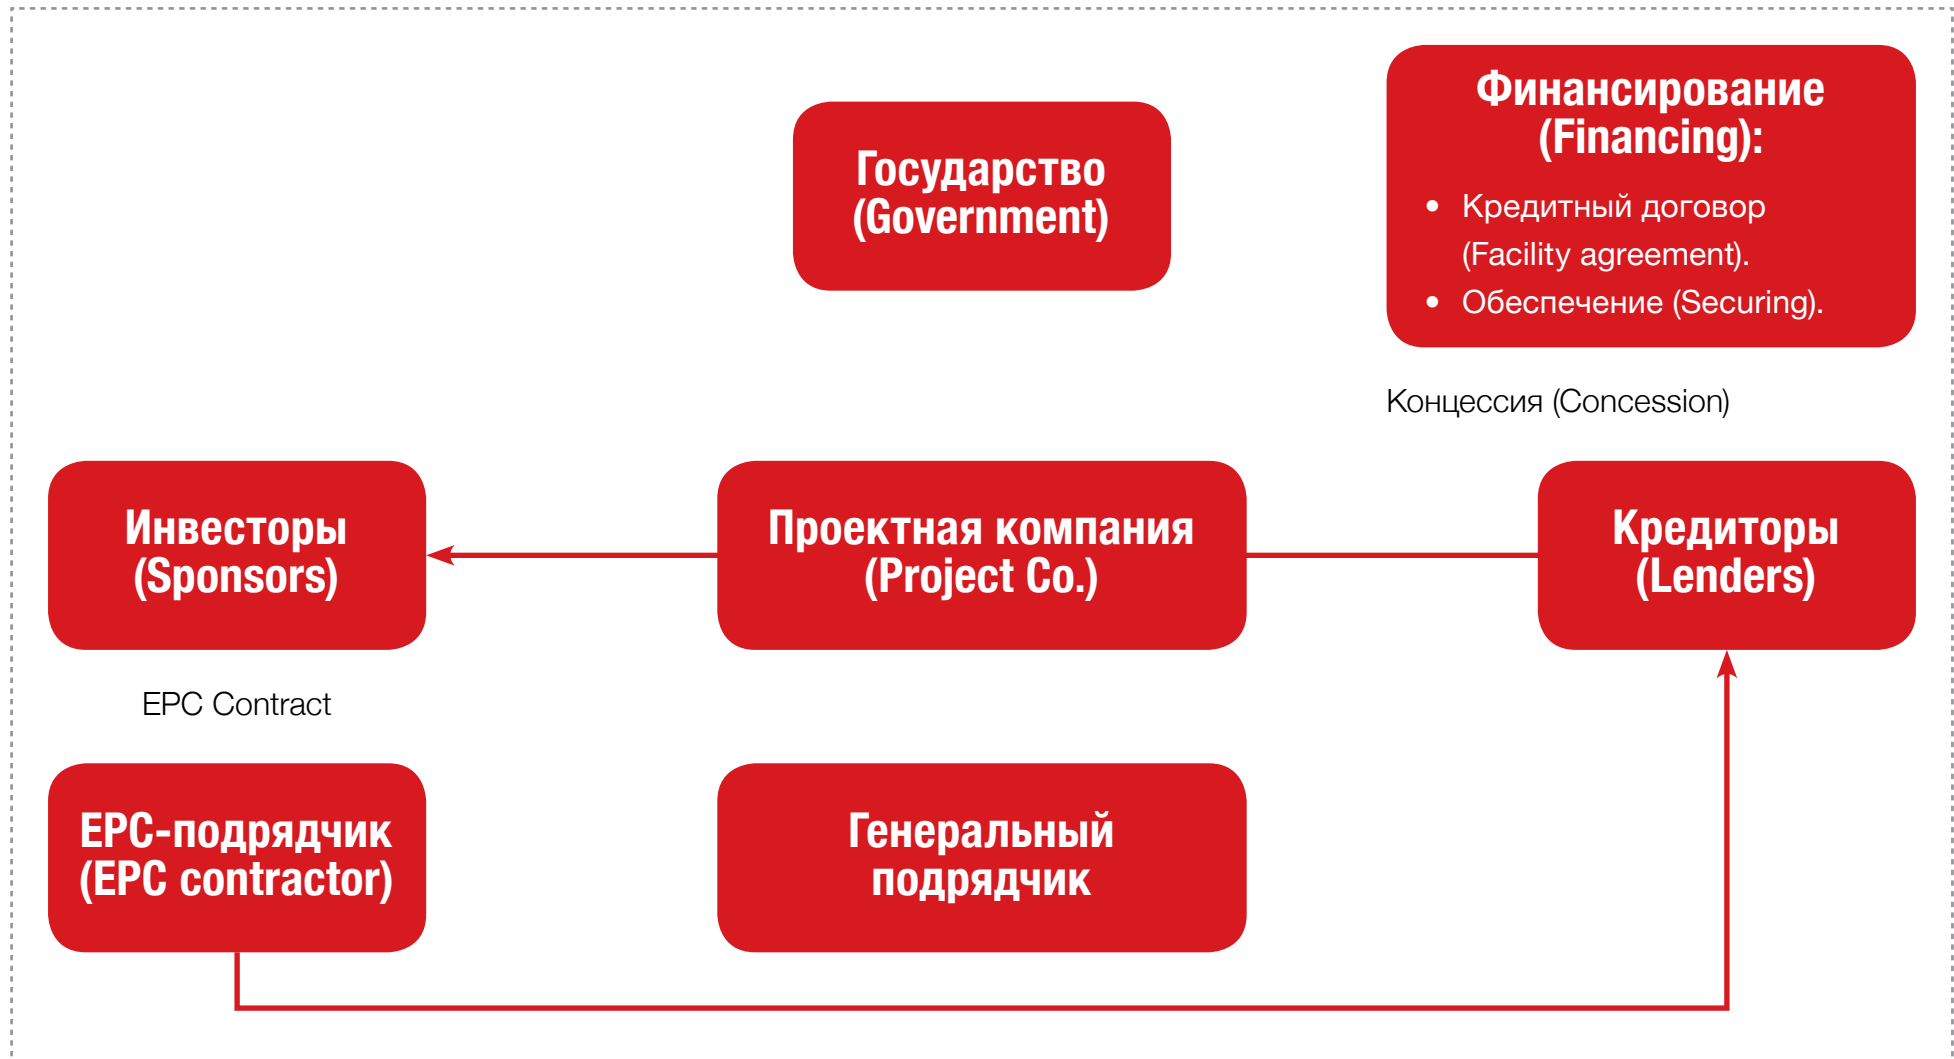 Государство
(Government)
Финансирование
(Financing):
• Кредитный договор
(Facility agreement).
• Обеспечение (Securing).
Концессия (Concession)
Инвесторы
(Sponsors)
Проектная компания
(Project Co.)
Кредиторы
(Lenders)
EPC Contract
EPC-подрядчик
(EPC contractor)
Генеральный
подрядчик